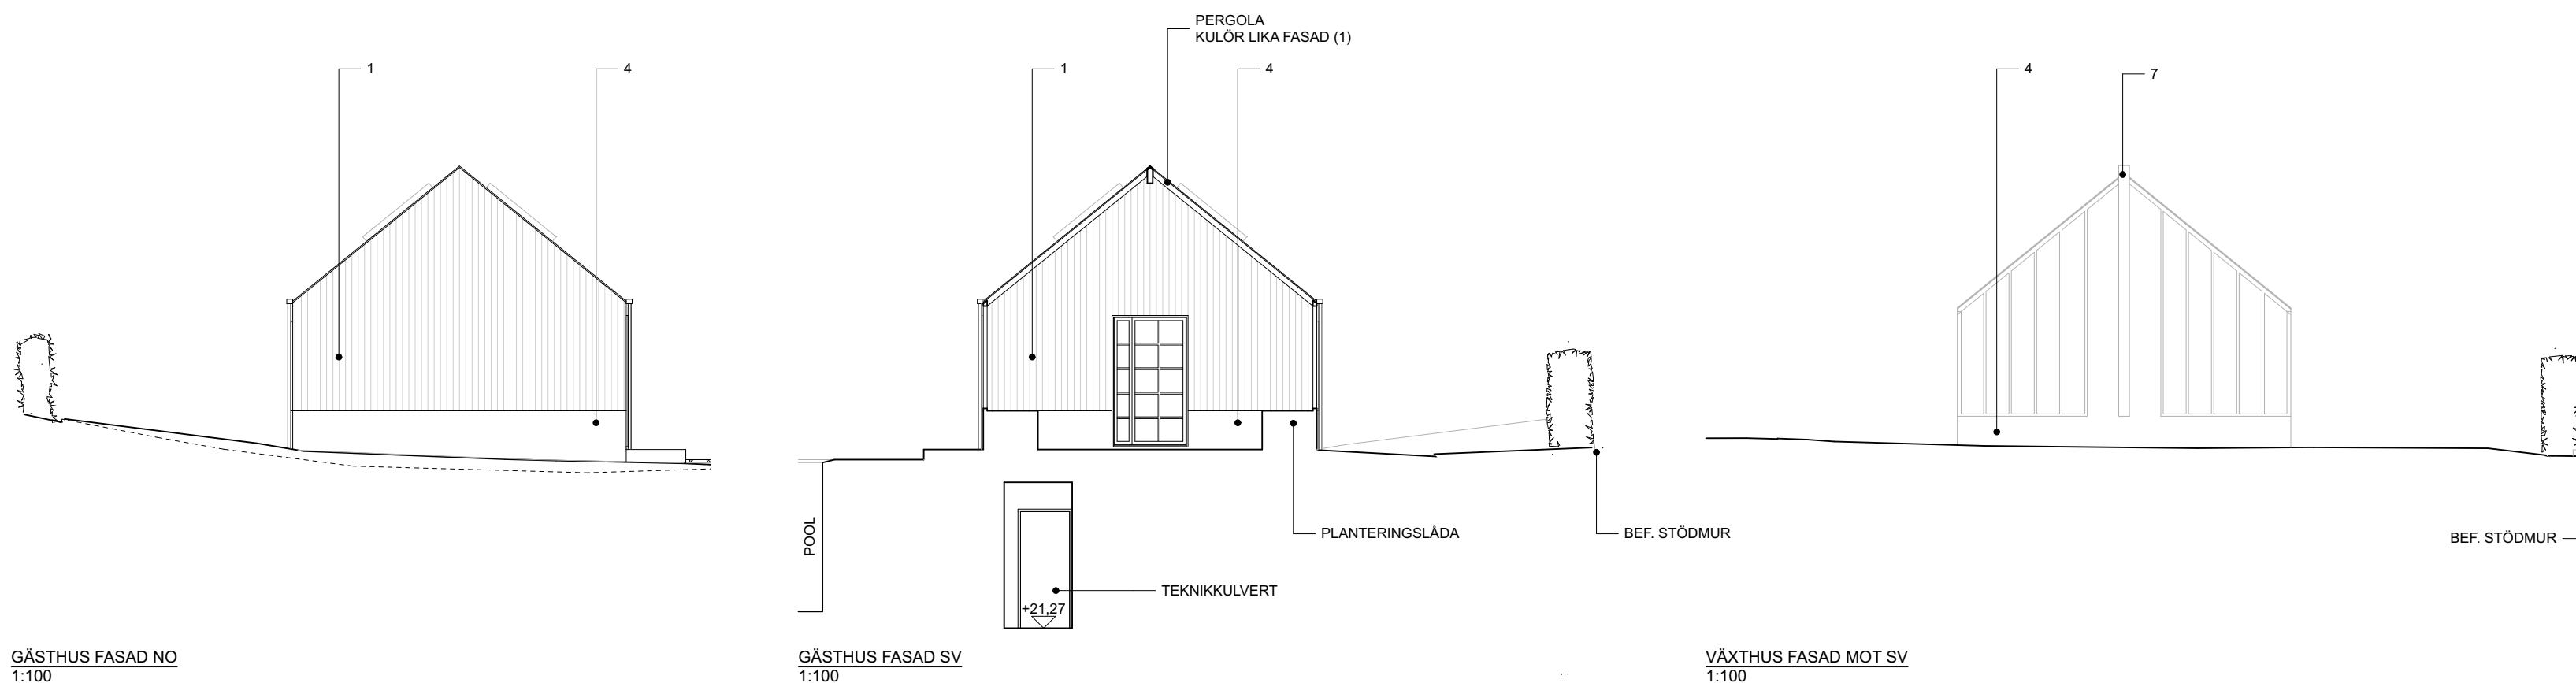 PERGOLA
KULÖR LIKA FASAD (1)
1
4
1
4
4
7
PLANTERINGSLÅDA
BEF. STÖDMUR
BEF. STÖDMUR
POOL
TEKNIKKULVERT
+21,27
GÄSTHUS FASAD NO
1:100
GÄSTHUS FASAD SV
1:100
VÄXTHUS FASAD MOT SV
1:100